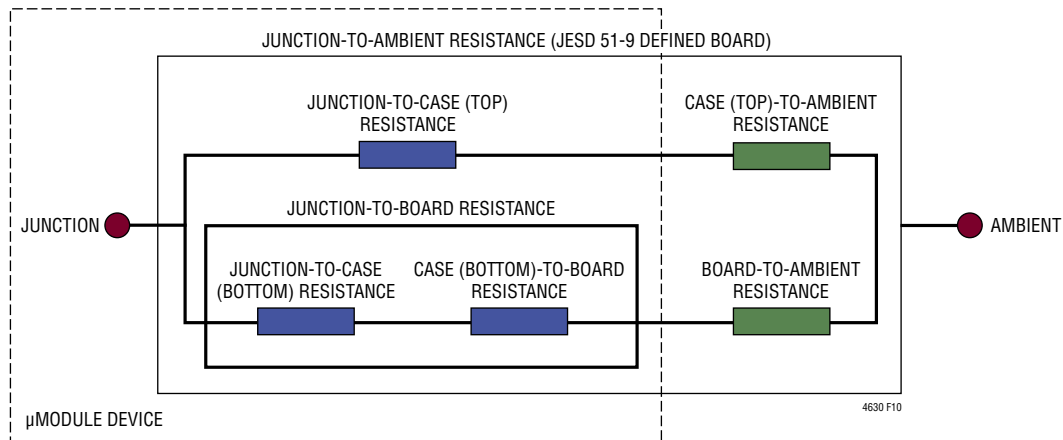 JUNCTION-TO-AMBIENT RESISTANCE (JESD 51-9 DEFINED BOARD)
JUNCTION-TO-CASE (TOP)
RESISTANCE
CASE (TOP)-TO-AMBIENT
RESISTANCE
JUNCTION
JUNCTION-TO-BOARD RESISTANCE
AMBIENT
JUNCTION-TO-CASE
(BOTTOM) RESISTANCE
CASE (BOTTOM)-TO-BOARD
RESISTANCE
BOARD-TO-AMBIENT
RESISTANCE
4630 F10
µMODULE DEVICE